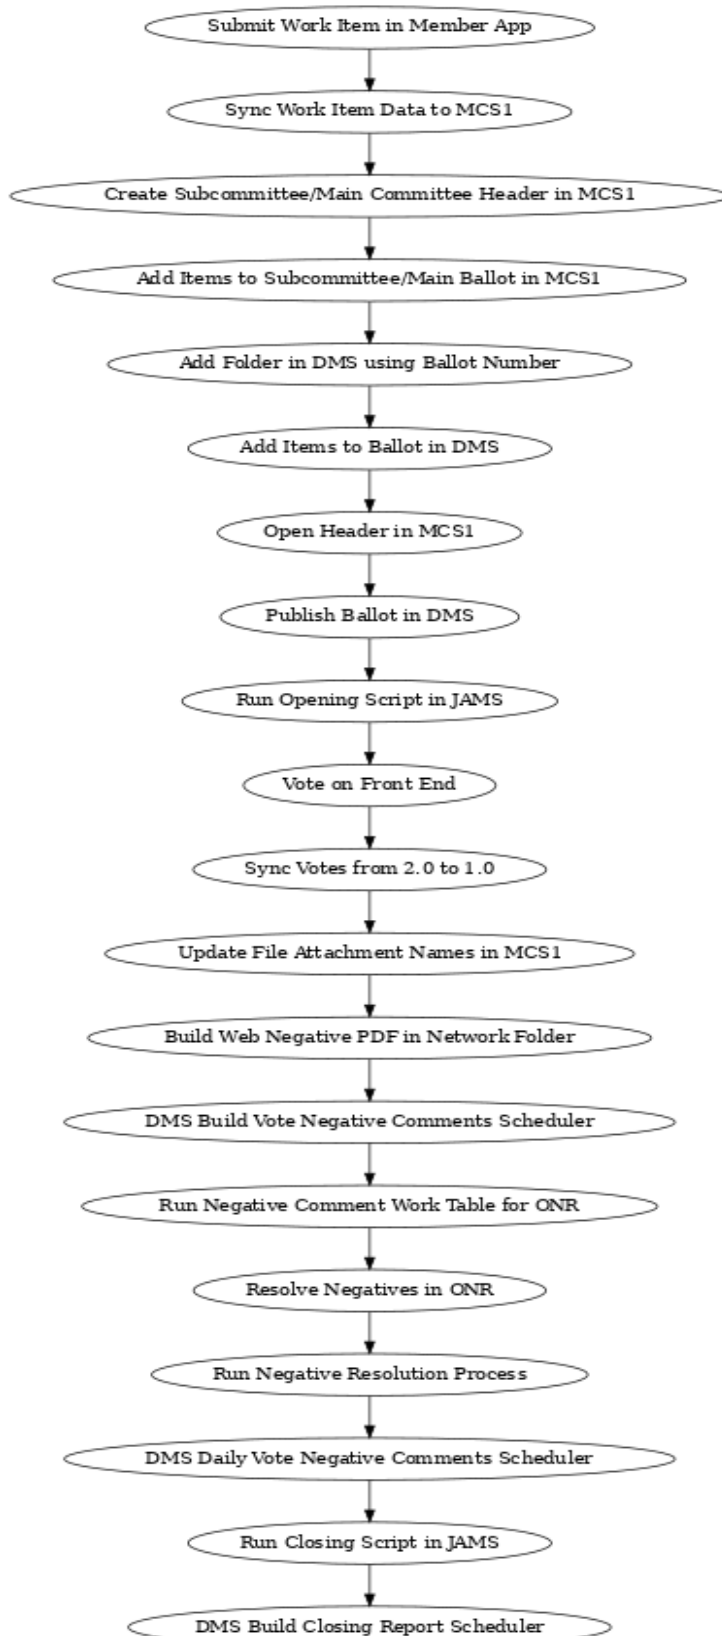 Submit Work Item in Member App
Sync Work Item Data to MCS1
Create Subcommittee/Main Committee Header in MCS1
Add Items to Subcommittee/Main Ballot in MCS1
Add Folder in DMS using Ballot Number
Add Items to Ballot in DMS
Open Header in MCS1
Publish Ballot in DMS
Run Opening Script in JAMS
Vote on Front End
Sync Votes from 2.0 to 1.0
Update File Attachment Names in MCS1
Build Web Negative PDF in Network Folder
DMS Build Vote Negative Comments Scheduler
Run Negative Comment Work Table for ONR
Resolve Negatives in ONR
Run Negative Resolution Process
DMS Daily Vote Negative Comments Scheduler
Run Closing Script in JAMS
DMS Build Closing Report Scheduler